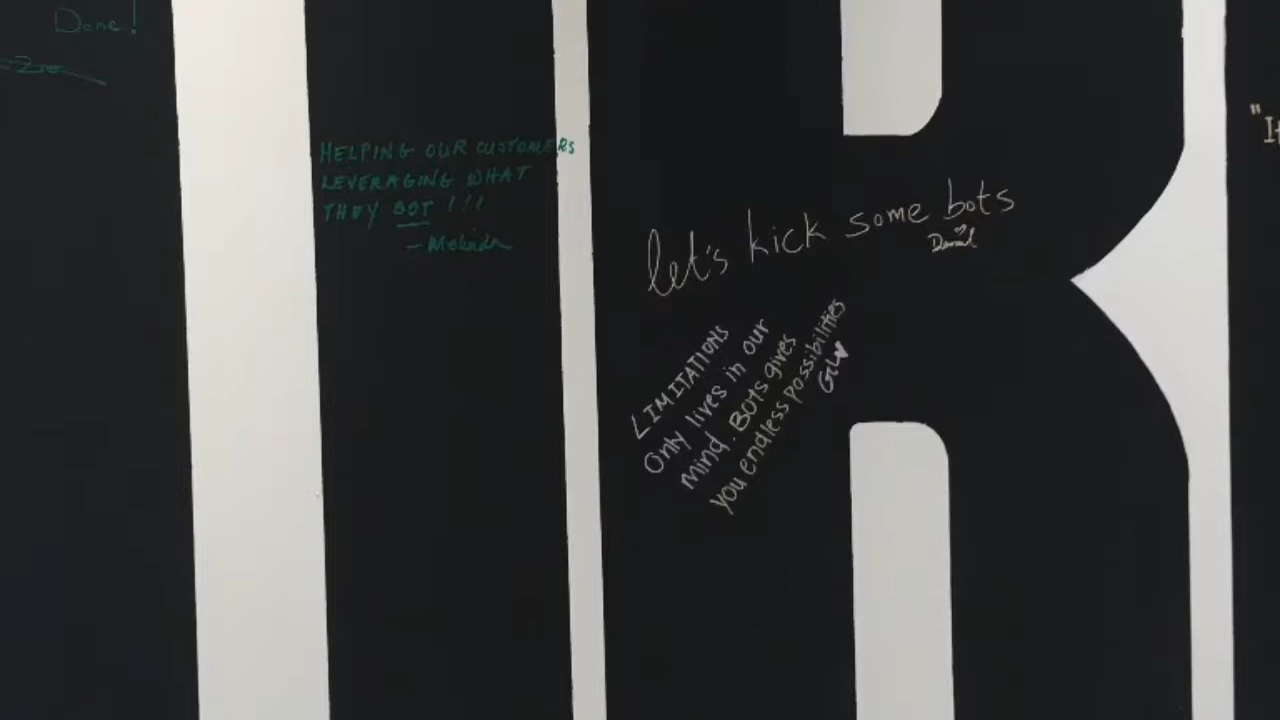 Done!
HELPING OUR CUSTOMERS
LEVERAGING WHAT
THEY BOT!!!
- Melinda
let's kick some bots
LIMITATIONS
Only lives in our
mind. BOTS gives
you endless possibilities
"It